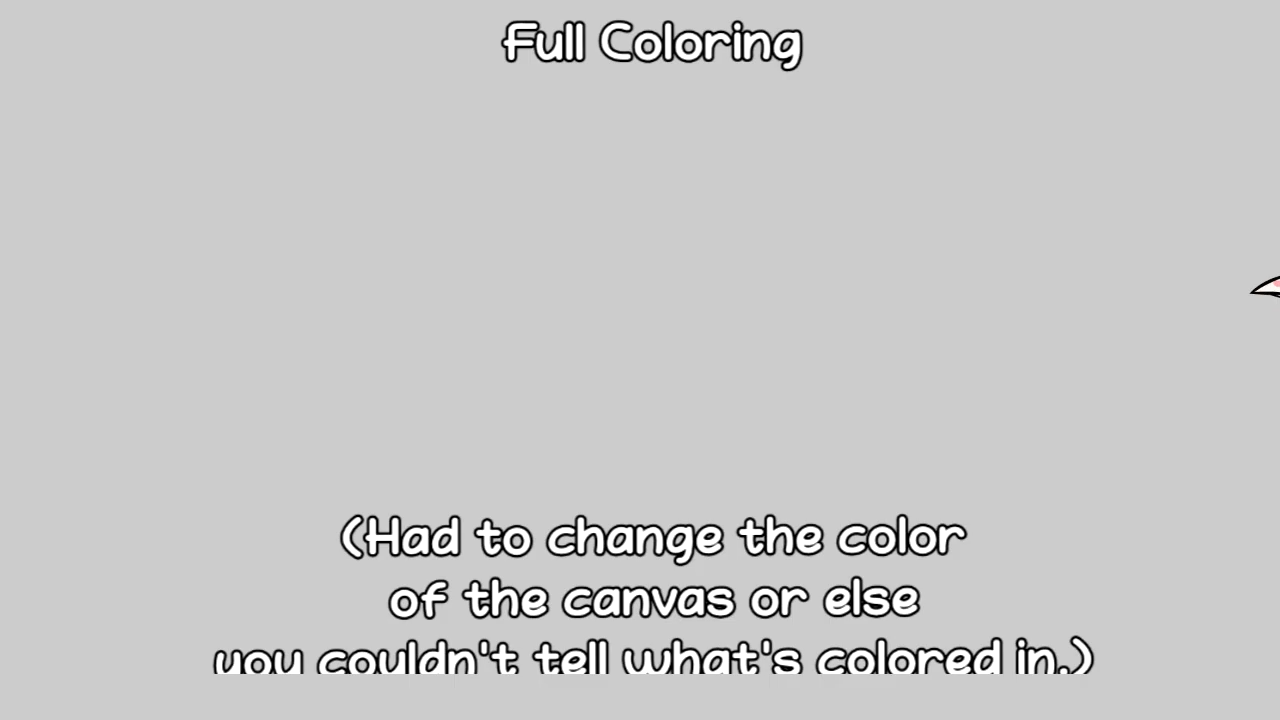 Full Coloring
(Had to change the color
of the canvas or else
you couldn't tell what's colored in.)